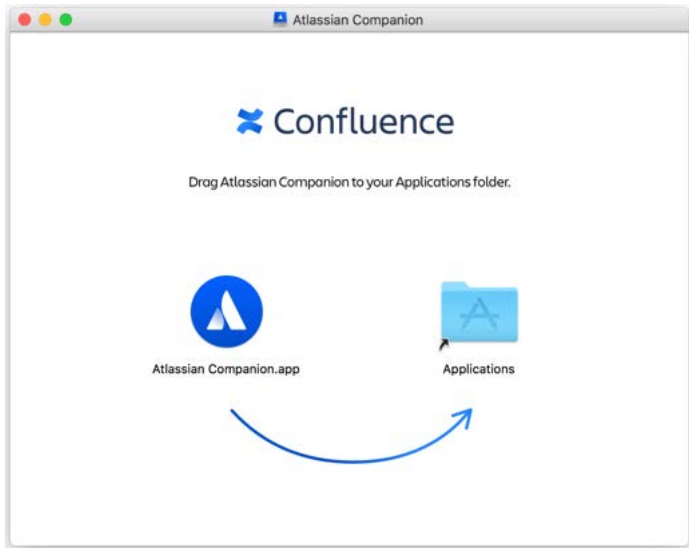 Atlassian Companion
Confluence
Drag Atlassian Companion to your Applications folder.
Atlassian Companion.app
Applications